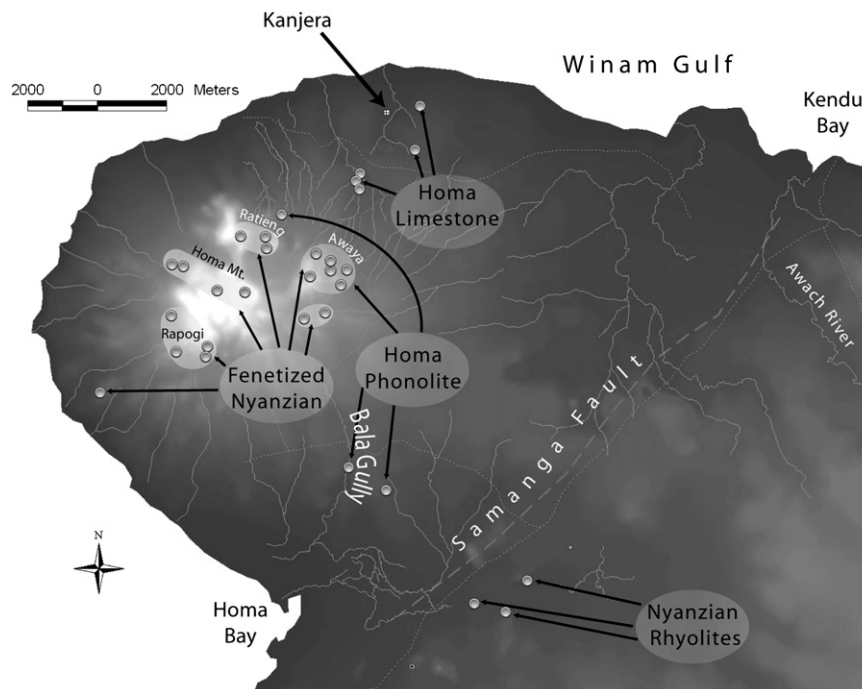 Kanjera
Winam Gulf
2000 0 2000 Meters
Kendu
Bay
Homa
Limestone
Ratieng
Awaya
Homa Mt.
Awach River
Rapogi
Fenetized
Nyanzian
Homa
Phonolite
Samanga Fault
Bala Gully
N
Homa
Bay
Nyanzian
Rhyolites